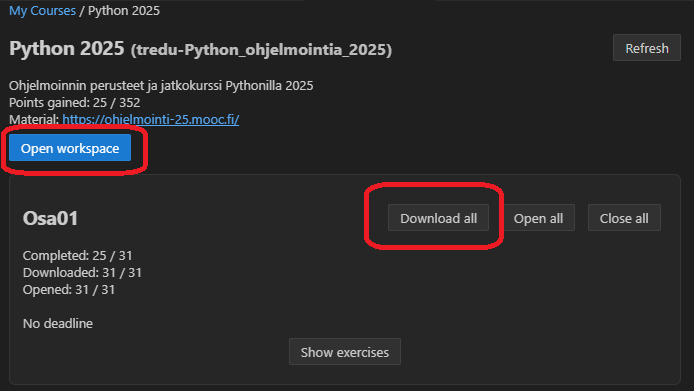 My Courses / Python 2025
Python 2025 (tredu-Python_ohjelmointia_2025)
Refresh
Ohjelmoinnin perusteet ja jatkokurssi Pythonilla 2025
Points gained: 25 / 352
Material: https://ohjelmointi-25.mooc.fi/
Open workspace
Osa01
Download all
Open all
Close all
Completed: 25 / 31
Downloaded: 31 / 31
Opened: 31 / 31
No deadline
Show exercises